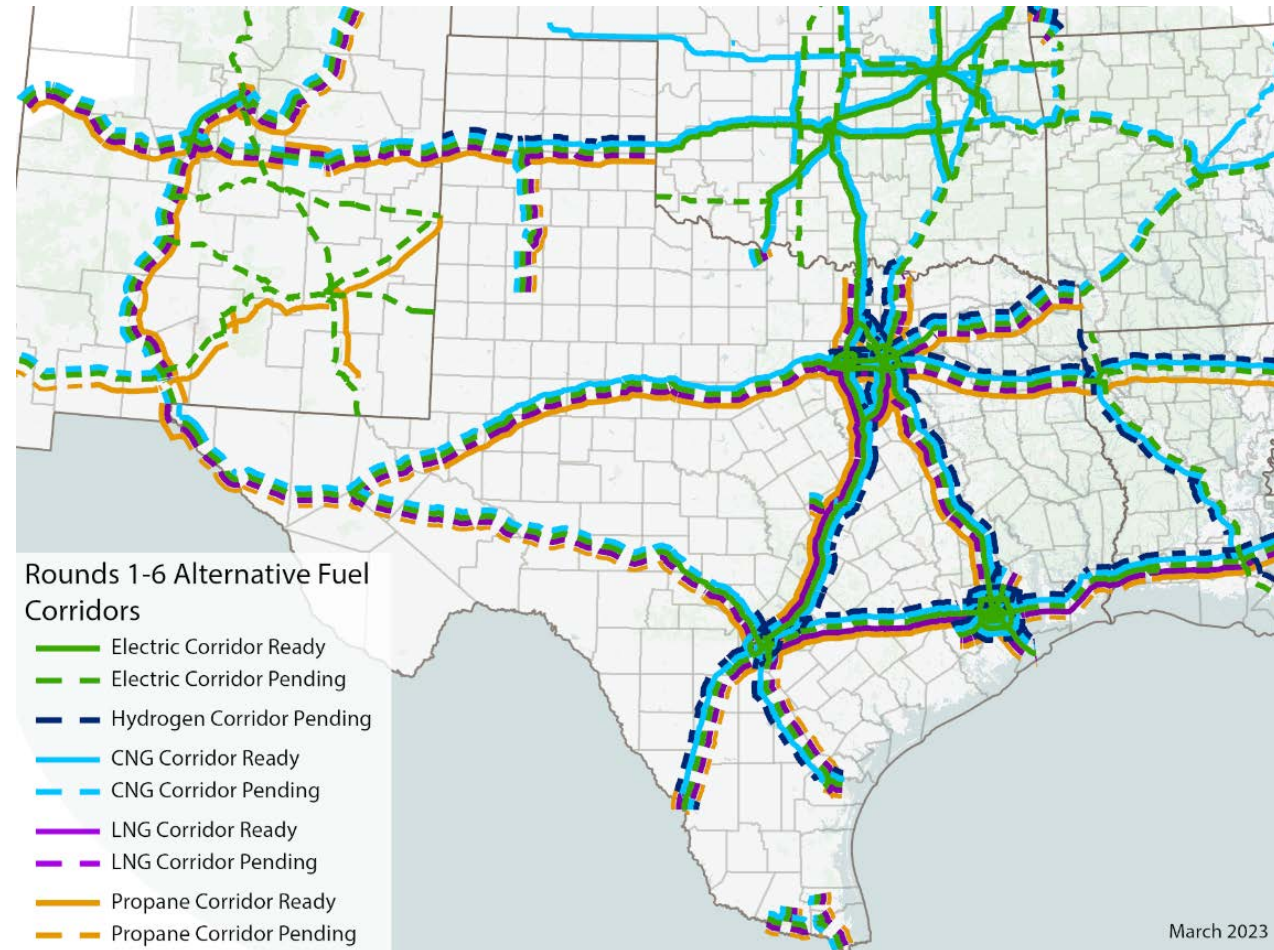 Rounds 1-6 Alternative Fuel
Corridors
Electric Corridor Ready
Electric Corridor Pending
Hydrogen Corridor Pending
CNG Corridor Ready
CNG Corridor Pending
LNG Corridor Ready
LNG Corridor Pending
Propane Corridor Ready
Propane Corridor Pending
March 2023